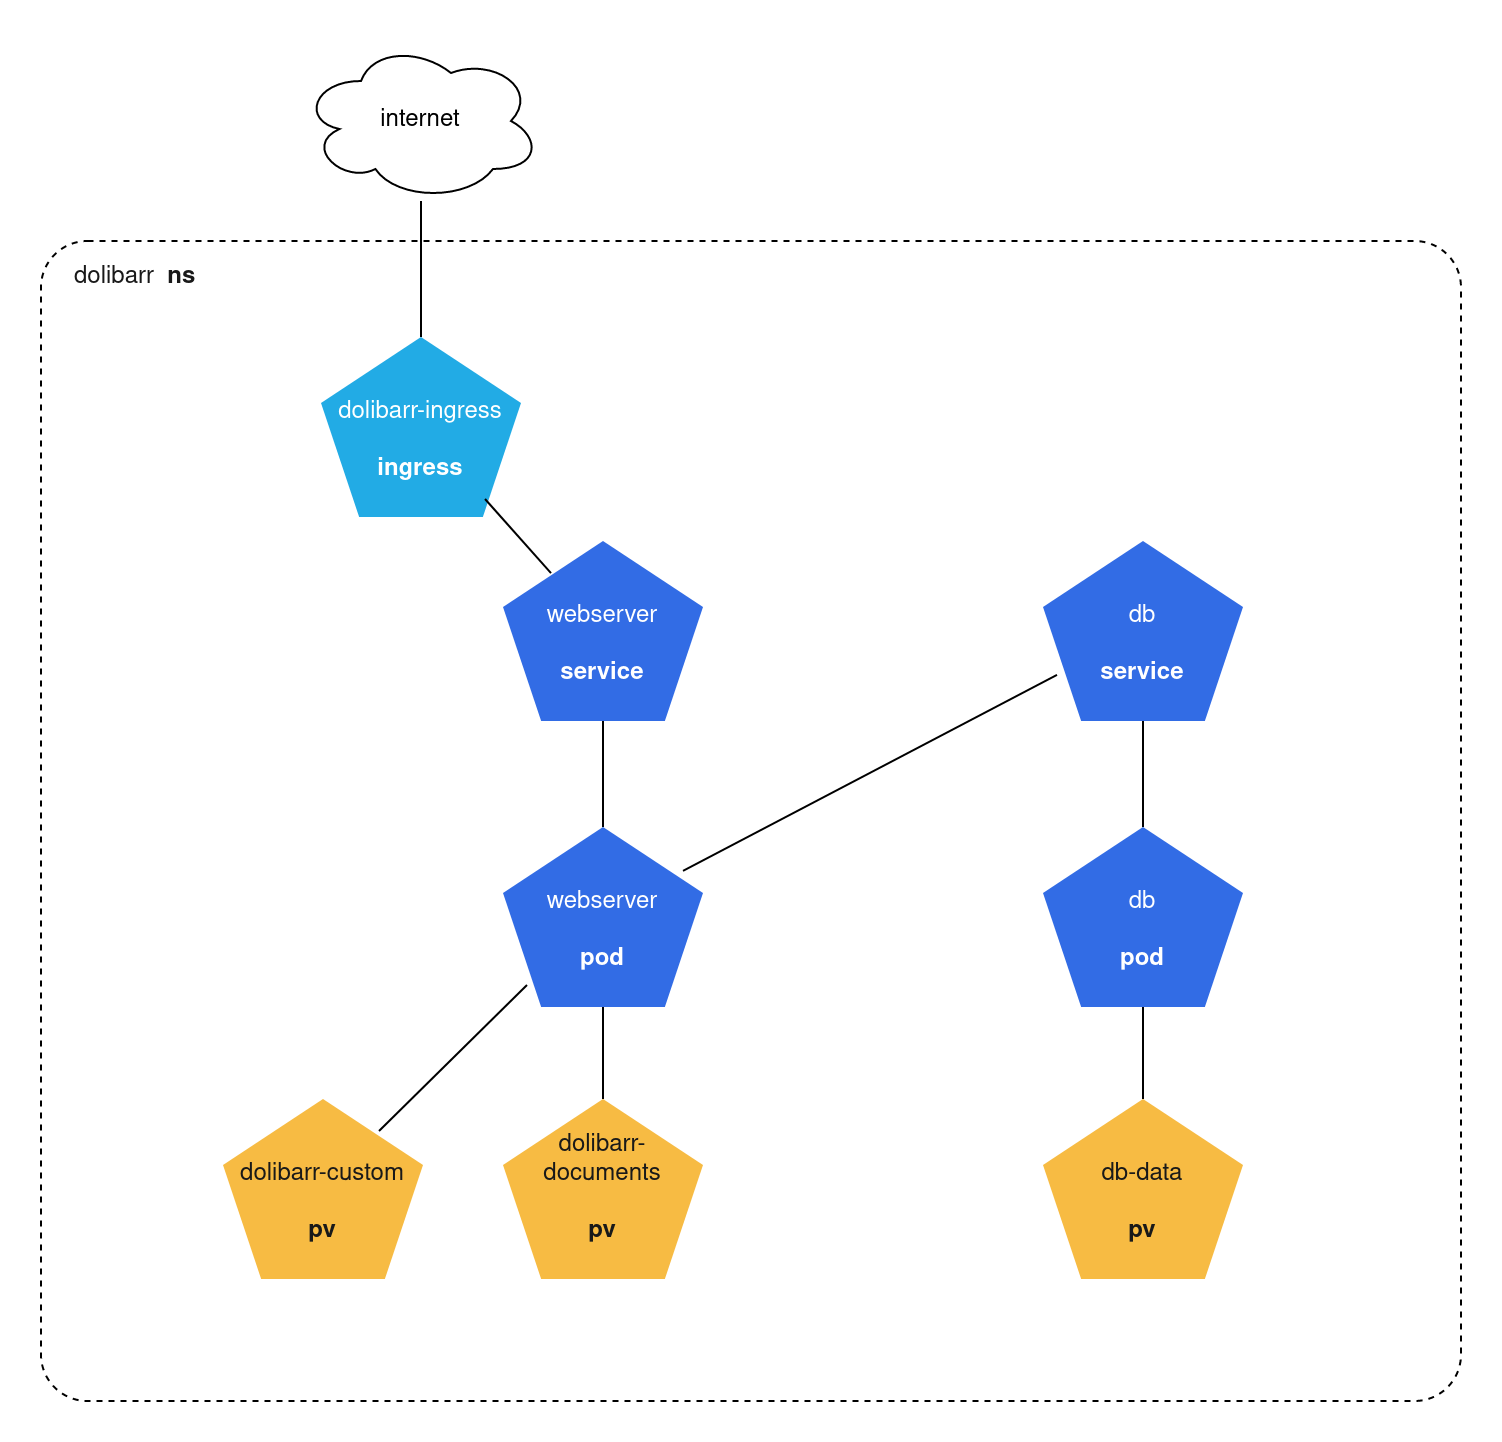 internet
dolibarr ns
dolibarr-ingress
ingress
webserver
service
db
service
webserver
pod
db
pod
dolibarr-custom
pv
dolibarr-
documents
pv
db-data
pv